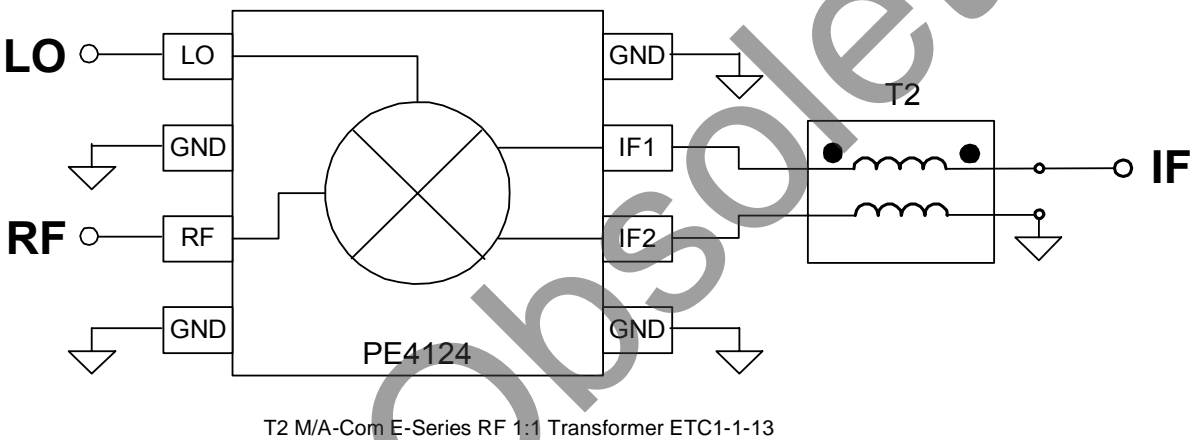 LO
LO
GND
T2
GND
IF1
IF
RF
RF
IF2
GND
GND
PE4124
T2 M/A-Com E-Series RF 1:1 Transformer ETC1-1-13
Obsolete